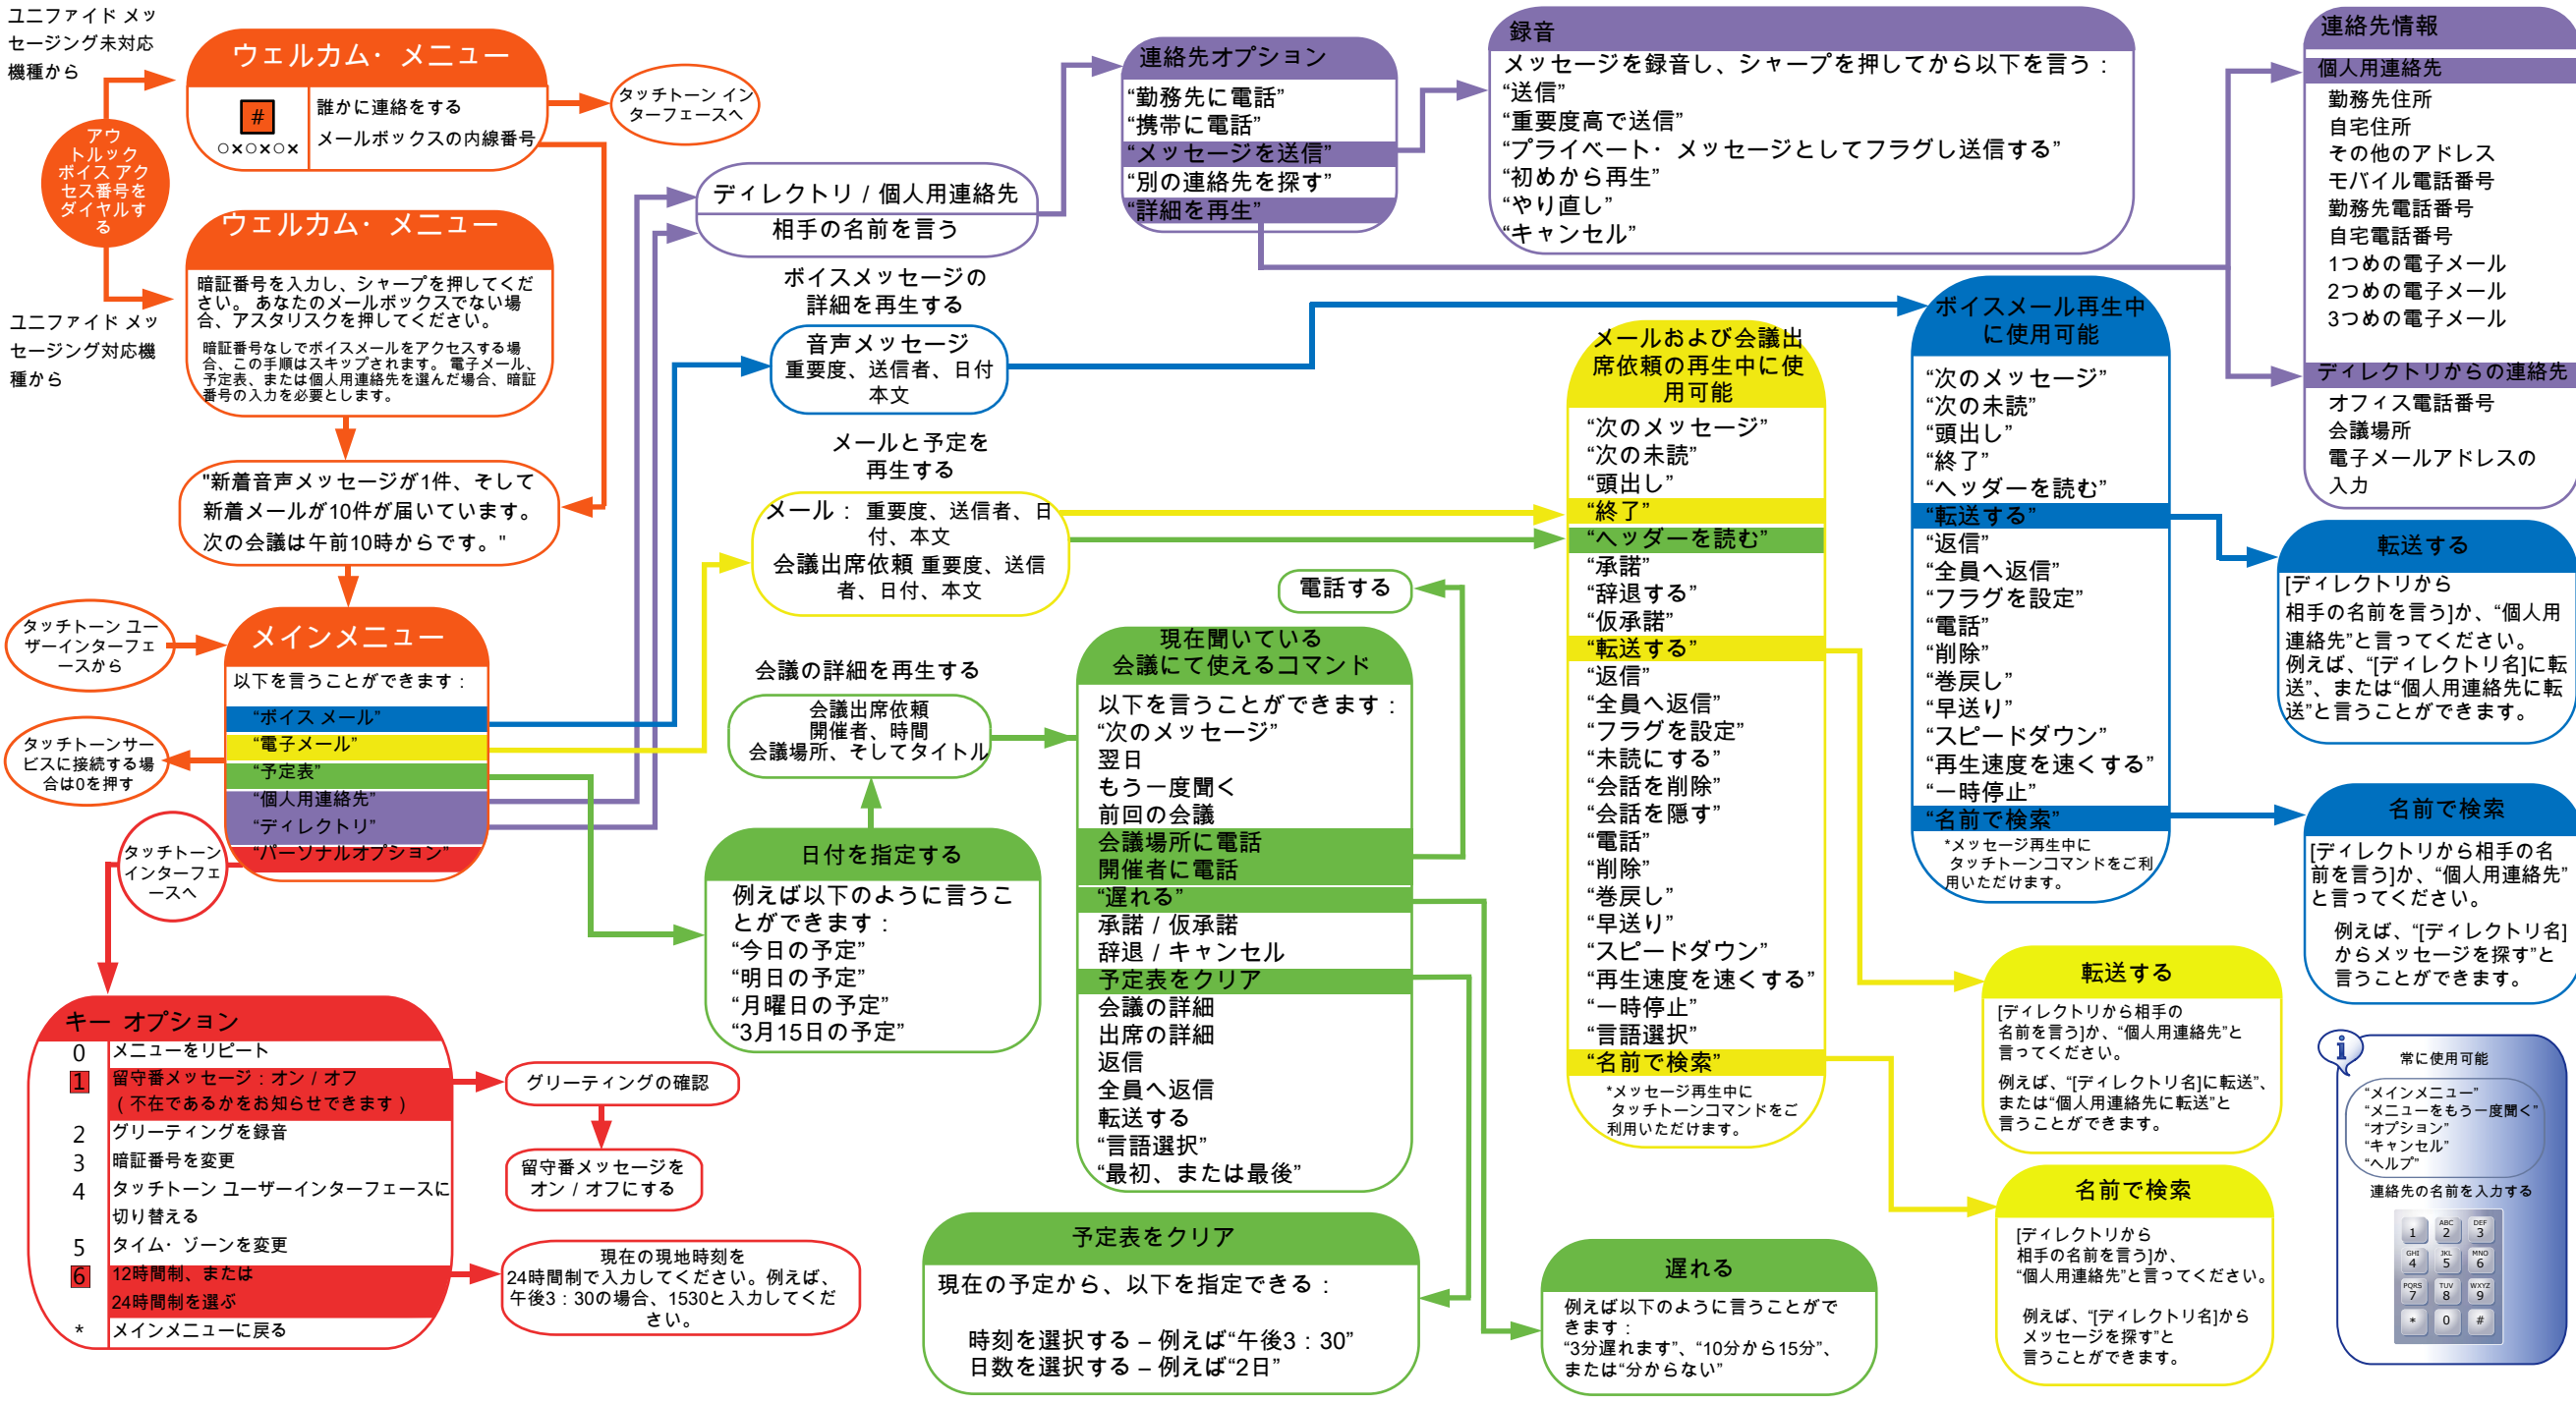 ユニファイド メッ
セージング未対応
機種から
アウ
トルック
ボイス アク
セス番号を
ダイヤルす
る
ユニファイド メッ
セージング対応機
種から
ウェルカム・ メニュー
#
○×○×○×
誰かに連絡をする
メールボックスの内線番号
タッチトーン イン
ターフェースへ
ウェルカム・ メニュー
暗証番号を入力し、シャープを押してくだ
さい。 あなたのメールボックスでない場
合、アスタリスクを押してください。
暗証番号なしでボイスメールをアクセスする場
合、この手順はスキップされます。 電子メール、
予定表、または個人用連絡先を選んだ場合、暗証
番号の入力を必要とします。
"新着音声メッセージが1件、そして
新着メールが10件が届いています。
次の会議は午前10時からです。"
タッチトーン ユー
ザーインターフェ
ースから
タッチトーンサー
ビスに接続する場
合は0を押す
タッチトーン
インターフェ
ースへ
メインメニュー
以下を言うことができます：
“ボイス メール”
“電子メール”
“予定表”
“個人用連絡先”
“ディレクトリ”
“パーソナルオプション”
キー オプション
0 メニューをリピート
1 留守番メッセージ：オン / オフ
（不在であるかをお知らせできます）
2 グリーティングを録音
3 暗証番号を変更
4 タッチトーン ユーザーインターフェースに
切り替える
5 タイム・ ゾーンを変更
6 12時間制、または
24時間制を選ぶ
* メインメニューに戻る
グリーティングの確認
留守番メッセージを
オン / オフにする
現在の現地時刻を
24時間制で入力してください。例えば、
午後3：30の場合、1530と入力してくだ
さい。
ディレクトリ / 個人用連絡先
相手の名前を言う
ボイスメッセージの
詳細を再生する
音声メッセージ
重要度、送信者、日付
本文
メールと予定を
再生する
メール： 重要度、送信者、日
付、本文
会議出席依頼 重要度、送信
者、日付、本文
会議の詳細を再生する
会議出席依頼
開催者、時間
会議場所、そしてタイトル
日付を指定する
例えば以下のように言うこ
とができます：
“今日の予定”
“明日の予定”
“月曜日の予定”
“3月15日の予定”
連絡先オプション
“勤務先に電話”
“携帯に電話”
“メッセージを送信”
“別の連絡先を探す”
“詳細を再生”
録音
メッセージを録音し、シャープを押してから以下を言う：
“送信”
“重要度高で送信”
“プライベート・ メッセージとしてフラグし送信する”
“初めから再生”
“やり直し”
“キャンセル”
電話する
現在聞いている
会議にて使えるコマンド
以下を言うことができます：
“次のメッセージ”
翌日
もう一度聞く
前回の会議
会議場所に電話
開催者に電話
“遅れる”
承諾 / 仮承諾
辞退 / キャンセル
予定表をクリア
会議の詳細
出席の詳細
返信
全員へ返信
転送する
“言語選択”
“最初、または最後”
予定表をクリア
現在の予定から、以下を指定できる：
時刻を選択する – 例えば“午後3：30”
日数を選択する – 例えば“2日”
遅れる
例えば以下のように言うことがで
きます：
“3分遅れます”、“10分から15分”、
または“分からない”
メールおよび会議出
席依頼の再生中に使
用可能
“次のメッセージ”
“次の未読”
“頭出し”
“終了”
“ヘッダーを読む”
“承諾”
“辞退する”
“仮承諾”
“転送する”
“返信”
“全員へ返信”
“フラグを設定”
“未読にする”
“会話を削除”
“会話を隠す”
“電話”
“削除”
“巻戻し”
“早送り”
“スピードダウン”
“再生速度を速くする”
“一時停止”
“言語選択”
“名前で検索”
*メッセージ再生中に
タッチトーンコマンドをご
利用いただけます。
ボイスメール再生中
に使用可能
“次のメッセージ”
“次の未読”
“頭出し”
“終了”
“ヘッダーを読む”
“転送する”
“返信”
“全員へ返信”
“フラグを設定”
“電話”
“削除”
“巻戻し”
“早送り”
“スピードダウン”
“再生速度を速くする”
“一時停止”
“名前で検索”
*メッセージ再生中に
タッチトーンコマンドをご利
用いただけます。
転送する
[ディレクトリから相手の
名前を言う]か、“個人用連絡先”と
言ってください。
例えば、“[ディレクトリ名]に転送”、
または“個人用連絡先に転送”と
言うことができます。
名前で検索
[ディレクトリから
相手の名前を言う]か、
“個人用連絡先”と言ってください。
例えば、“[ディレクトリ名]から
メッセージを探す”と
言うことができます。
連絡先情報
個人用連絡先
勤務先住所
自宅住所
その他のアドレス
モバイル電話番号
勤務先電話番号
自宅電話番号
1つめの電子メール
2つめの電子メール
3つめの電子メール
ディレクトリからの連絡先
オフィス電話番号
会議場所
電子メールアドレスの
入力
転送する
[ディレクトリから
相手の名前を言う]か、“個人用
連絡先”と言ってください。
例えば、“[ディレクトリ名]に転
送”、または“個人用連絡先に転
送”と言うことができます。
名前で検索
[ディレクトリから相手の名
前を言う]か、“個人用連絡先”
と言ってください。
例えば、“[ディレクトリ名]
からメッセージを探す”と
言うことができます。
i
常に使用可能
“メインメニュー”
“メニューをもう一度聞く”
“オプション”
“キャンセル”
“ヘルプ”
連絡先の名前を入力する
1 ABC 2 DEF 3
GHI 4 JKL 5 MNO 6
PQRS 7 TUV 8 WXYZ 9
* 0 #